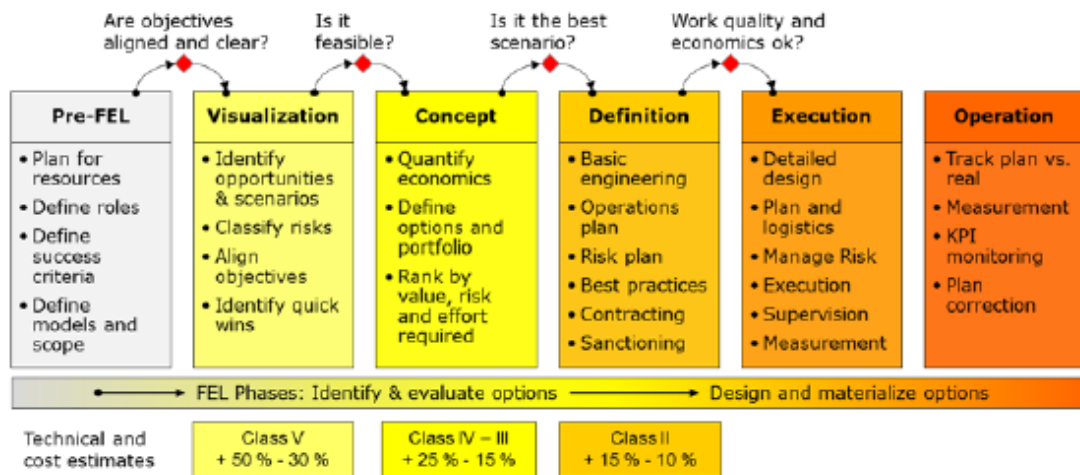 Are objectives
aligned and clear?
Is it
feasible?
Is it the best
scenario?
Work quality and
economics ok?
Pre-FEL
• Plan for
resources
• Define roles
• Define
success
criteria
• Define
models and
scope
Visualization
• Identify
opportunities
& scenarios
• Classify risks
• Align
objectives
• Identify quick
wins
Concept
• Quantify
economics
• Define
options and
portfolio
• Rank by
value, risk
and effort
required
Definition
• Basic
engineering
• Operations
plan
• Risk plan
• Best practices
• Contracting
• Sanctioning
Execution
• Detailed
design
• Plan and
logistics
• Manage Risk
• Execution
• Supervision
• Measurement
Operation
• Track plan vs.
real
• Measurement
• KPI
monitoring
• Plan
correction
FEL Phases: Identify & evaluate options
Design and materialize options
Technical and
cost estimates
Class V
+ 50 % - 30 %
Class IV – III
+ 25 % - 15 %
Class II
+ 15 % - 10 %